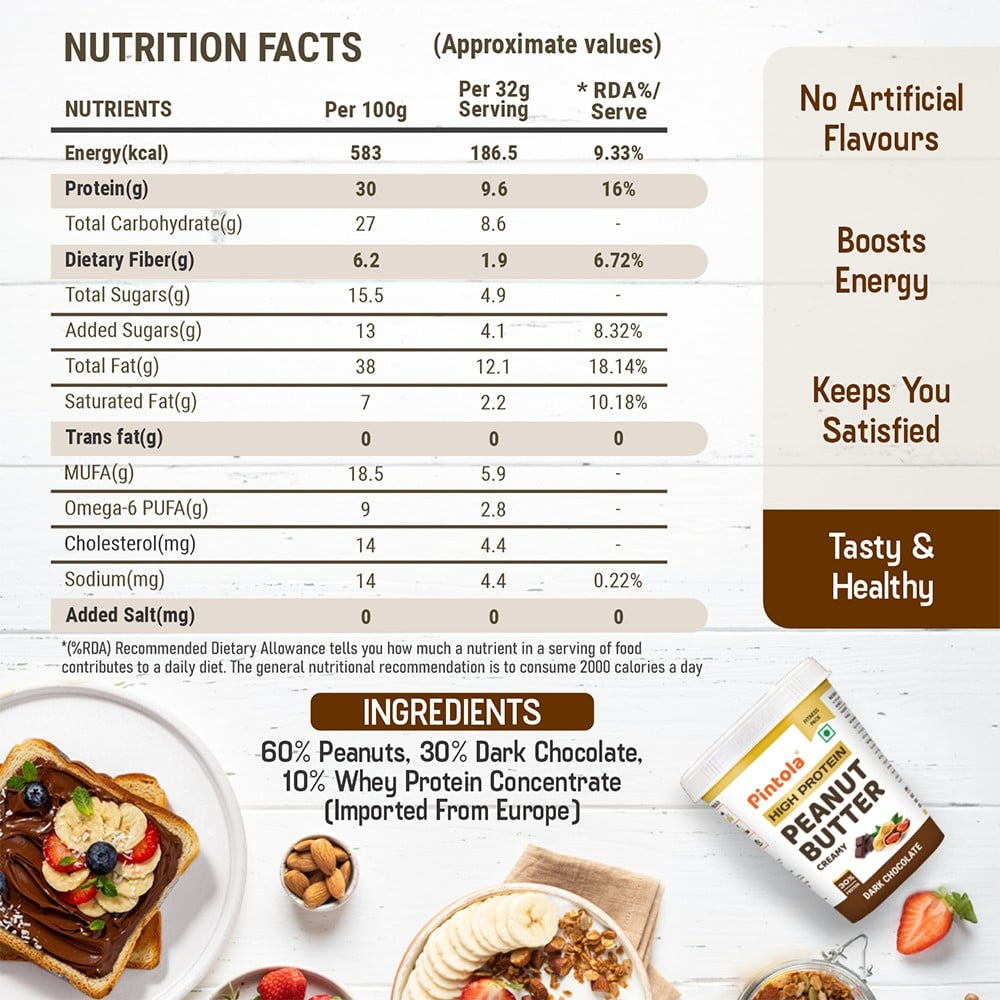 NUTRITION FACTS (Approximate values)
NUTRIENTS Per 100g Per 32g Serving * RDA%/ Serve
Energy(kcal) 583 186.5 9.33%
Protein(g) 30 9.6 16%
Total Carbohydrate(g) 27 8.6 -
Dietary Fiber(g) 6.2 1.9 6.72%
Total Sugars(g) 15.5 4.9 -
Added Sugars(g) 13 4.1 8.32%
Total Fat(g) 38 12.1 18.14%
Saturated Fat(g) 7 2.2 10.18%
Trans fat(g) 0 0 0
MUFA(g) 18.5 5.9 -
Omega-6 PUFA(g) 9 2.8 -
Cholesterol(mg) 14 4.4 -
Sodium(mg) 14 4.4 0.22%
Added Salt(mg) 0 0 0
*(%RDA) Recommended Dietary Allowance tells you how much a nutrient in a serving of food
contributes to a daily diet. The general nutritional recommendation is to consume 2000 calories a day
No Artificial
Flavours
Boosts
Energy
Keeps You
Satisfied
Tasty &
Healthy
INGREDIENTS
60% Peanuts, 30% Dark Chocolate,
10% Whey Protein Concentrate
(Imported From Europe)
FITNESS
PACK
Pintola
HIGH PROTEIN
PEANUT
BUTTER
CREAMY
30%
DARK CHOCOLATE